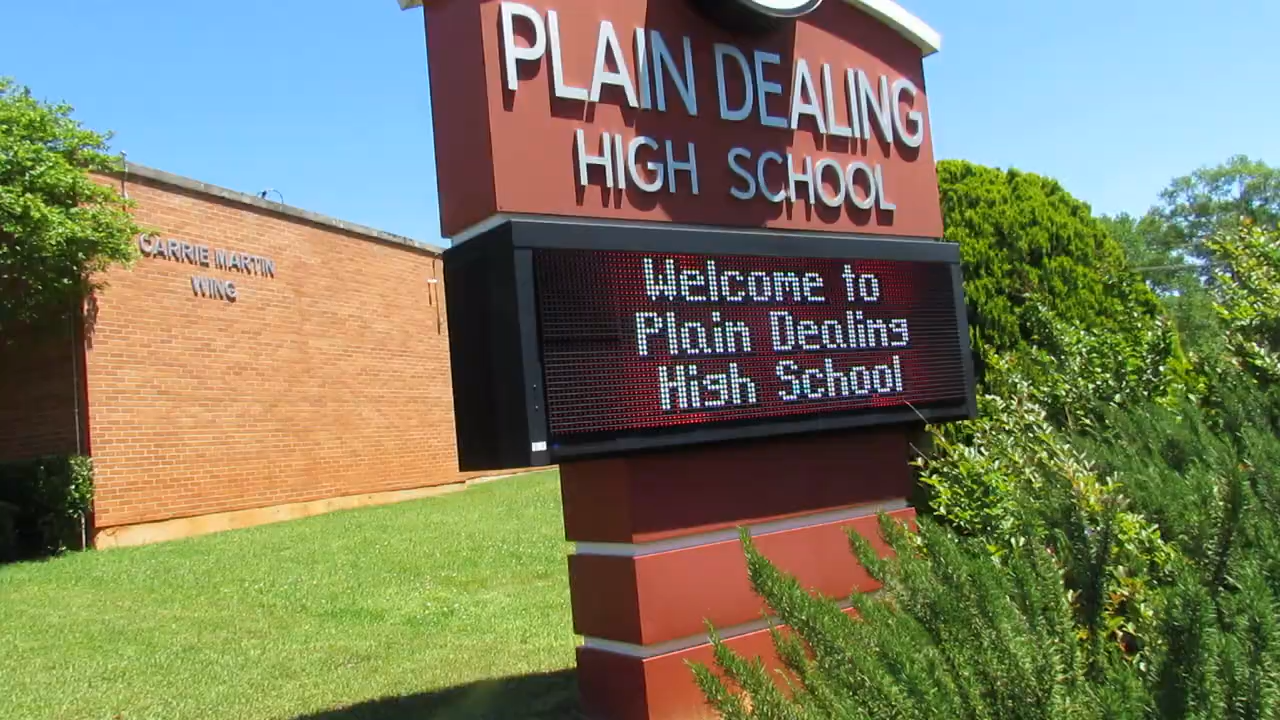 PLAIN DEALING
HIGH SCHOOL
Welcome to
Plain Dealing
High School
CARRIE MARTIN
WING